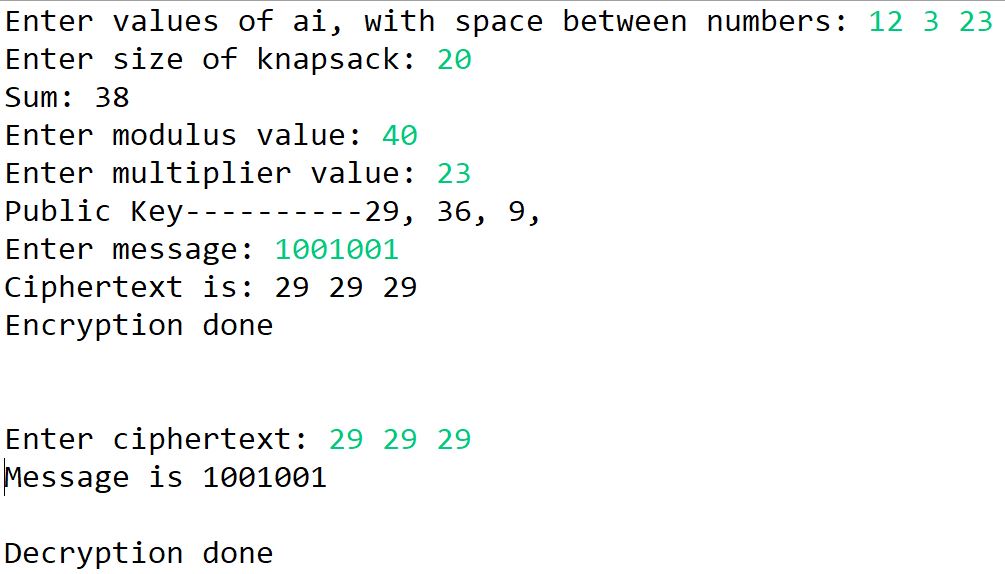 Enter values of ai, with space between numbers: 12 3 23
Enter size of knapsack: 20
Sum: 38
Enter modulus value: 40
Enter multiplier value: 23
Public Key----------29, 36, 9,
Enter message: 1001001
Ciphertext is: 29 29 29
Encryption done
Enter ciphertext: 29 29 29
Message is 1001001
Decryption done